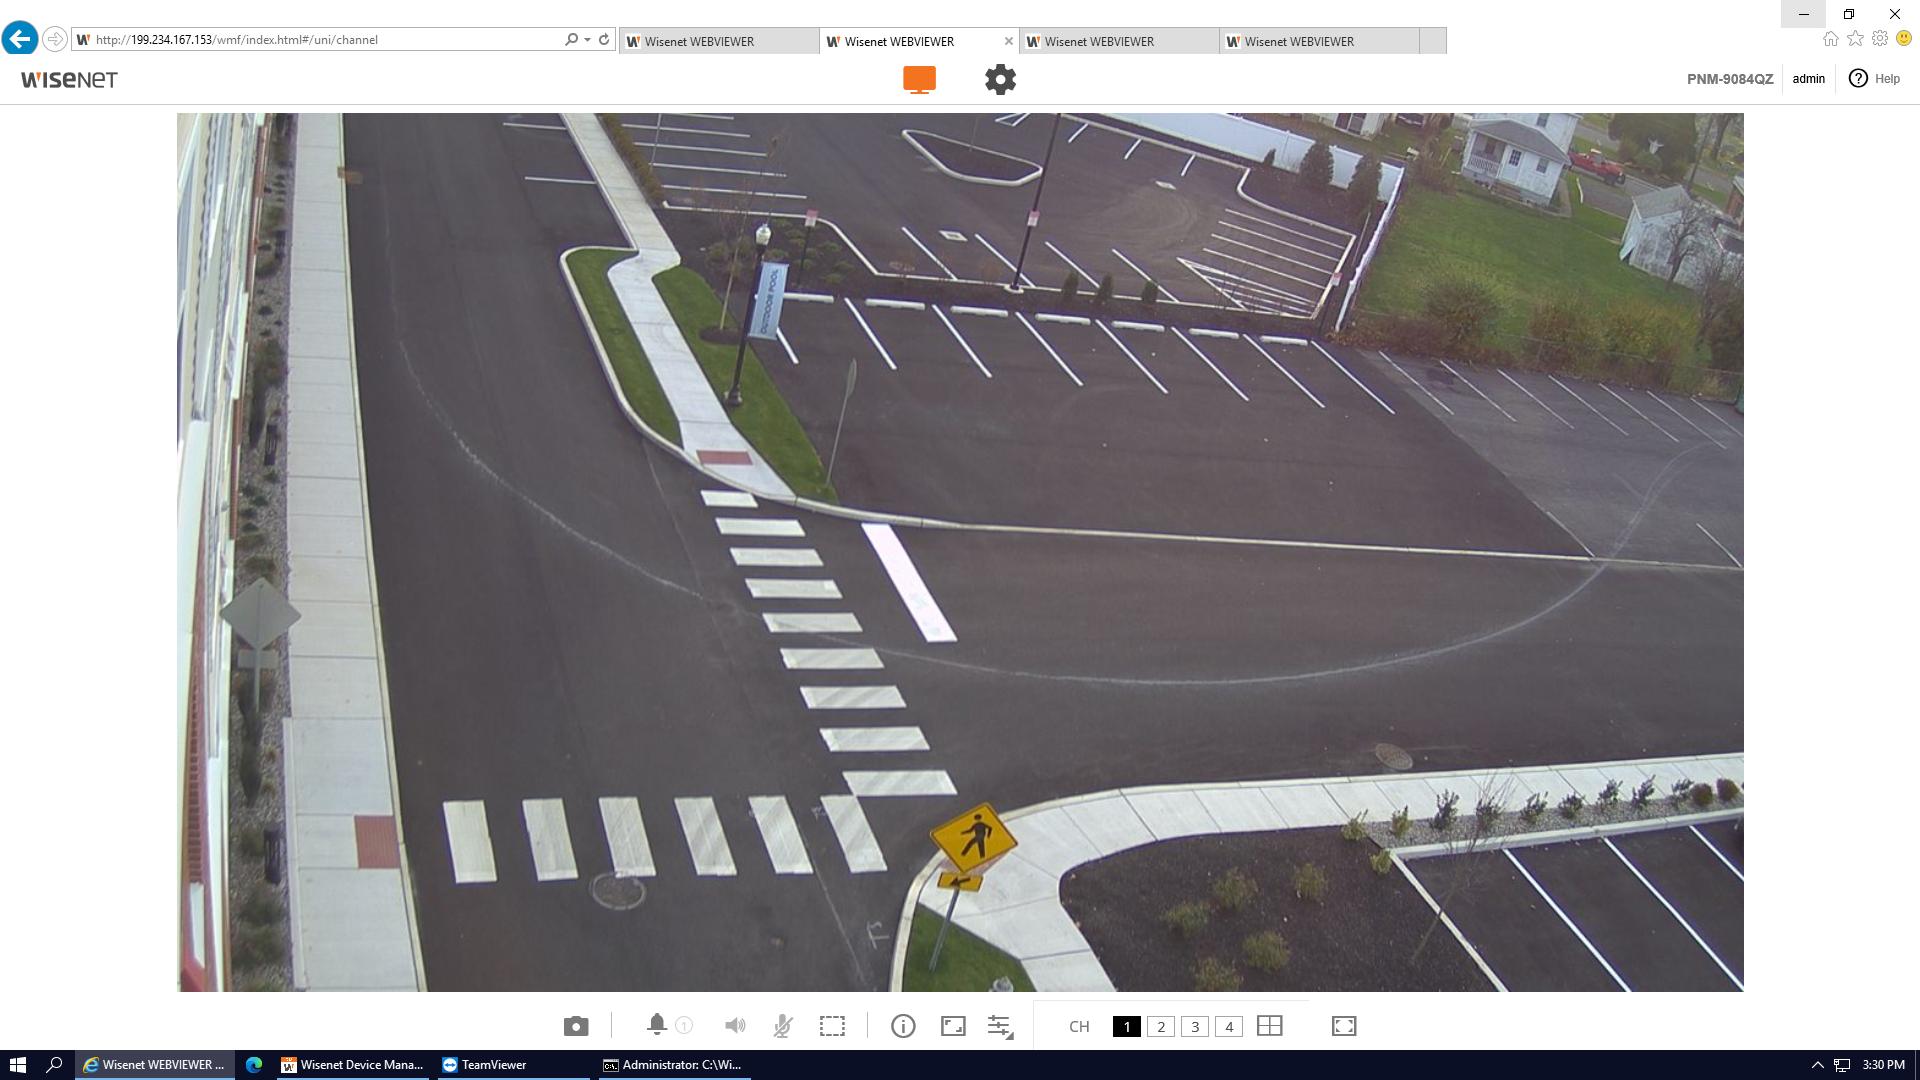 http://199.234.167.153/wmf/index.html#/uni/channel
Wisenet WEBVIEWER
Wisenet WEBVIEWER
Wisenet WEBVIEWER
Wisenet WEBVIEWER
WISENET
PNM-9084QZ
admin
Help
OUTDOOR POOL
TS
1
CH
1
2
3
4
Wisenet WEBVIEWER ...
Wisenet Device Mana...
TeamViewer
Administrator: C:\Wi...
3:30 PM